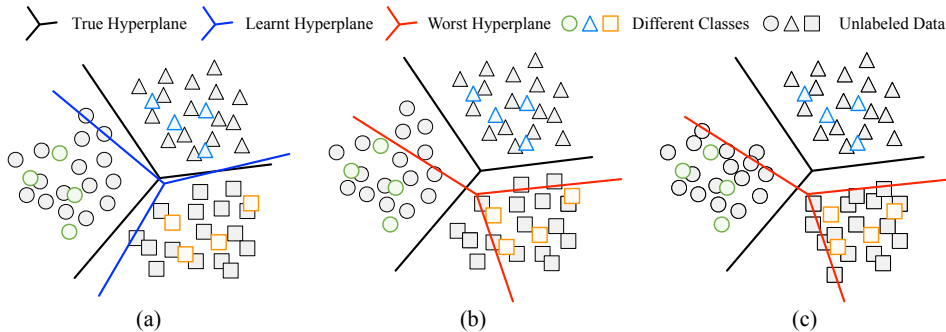 True Hyperplane Learnt Hyperplane Worst Hyperplane Different Classes Unlabeled Data
(a) (b) (c)